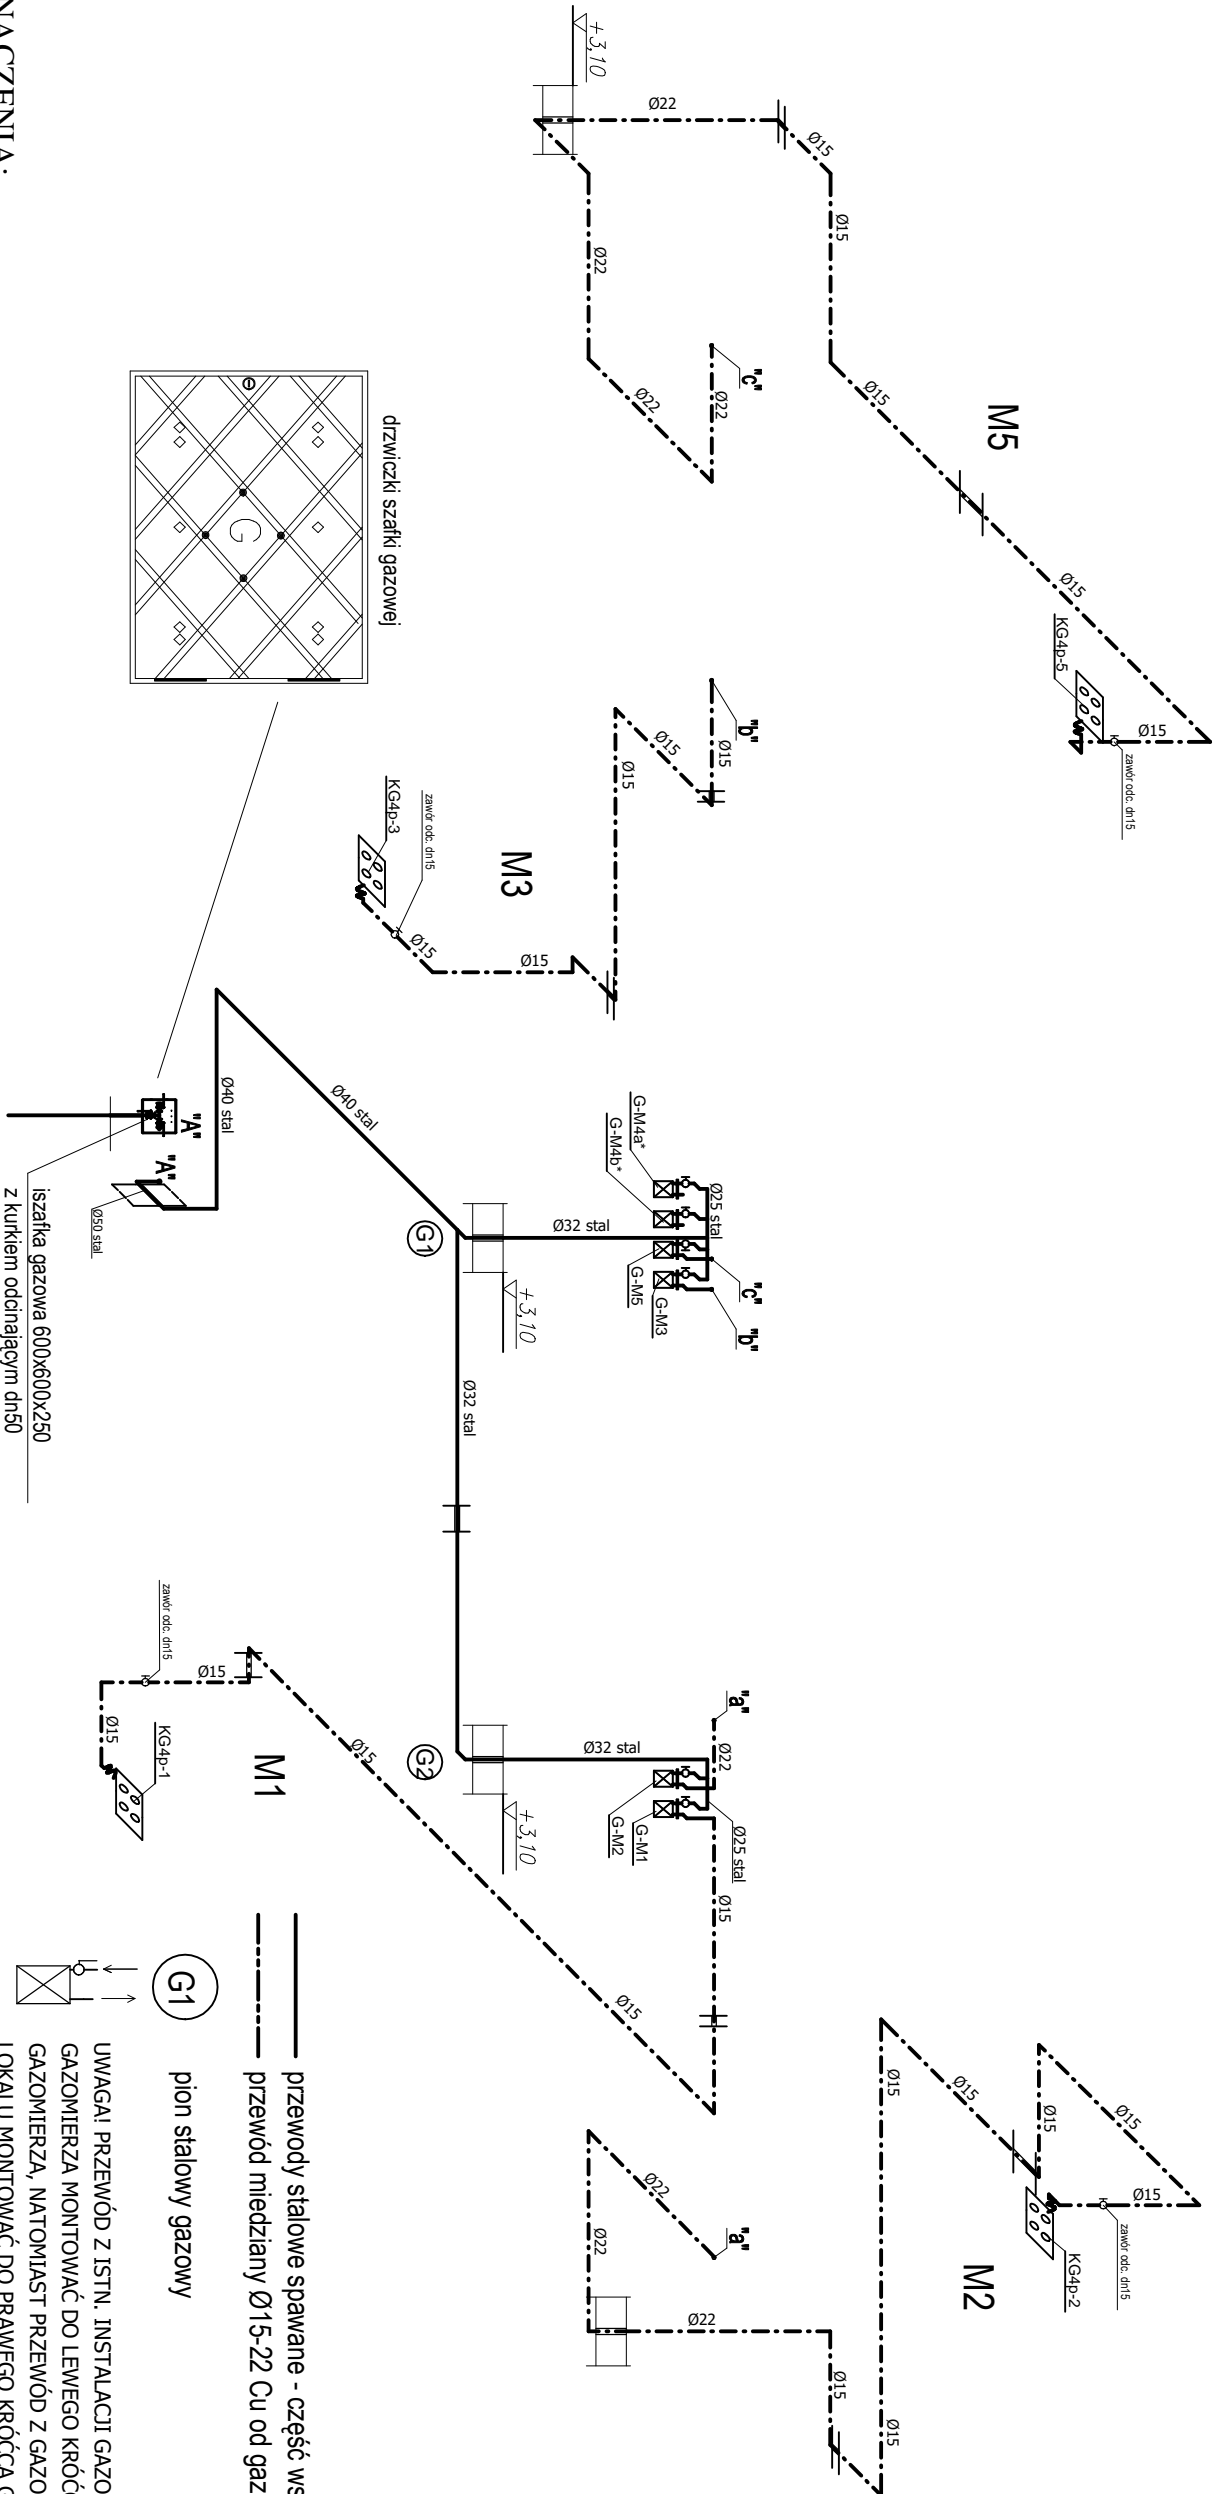 +3,10
Ø22
Ø15
Ø15
Ø22
Ø15
M5
"c"
Ø22
Ø22
Ø15
KG4p-5
Ø15
zawór odc. dn15
drzwiczki szafki gazowej
G
"b"
Ø15
Ø15
Ø15
KG4p-3
zawór odc. dn15
M3
Ø15
Ø15
Ø40 stal
Ø40 stal
"A"
"A"
Ø50 stal
iszafka gazowa 600x600x250
z kurkiem odcinającym dn50
G-M4a*
G-M4b*
Ø25 stal
Ø32 stal
G1
G-M5
G-M3
"c"
"b"
+3,10
Ø32 stal
zawór odc. dn15
Ø15
Ø15
KG4p-1
M1
Ø15
G2
"a"
Ø22
Ø32 stal
G-M2
G-M1
Ø25 stal
+3,10
Ø15
Ø15
Ø15
Ø15
Ø15
Ø15
Ø15
zawór odc. dn15
KG4p-2
M2
Ø22
"a"
Ø22
Ø22
Ø15
Ø15
przewody stalowe spawane - część
przewód miedziany Ø15-22 Cu od
G1
pion stalowy gazowy
UWAGA! PRZEWÓD Z ISTN. INSTALACJI
GAZOMIERZA MONTOWAĆ DO LEWEGO
GAZOMIERZA, NATOMIAST PRZEWÓD Z
LOKALU MONTOWAĆ DO PRAWEGO KRÓĆCA